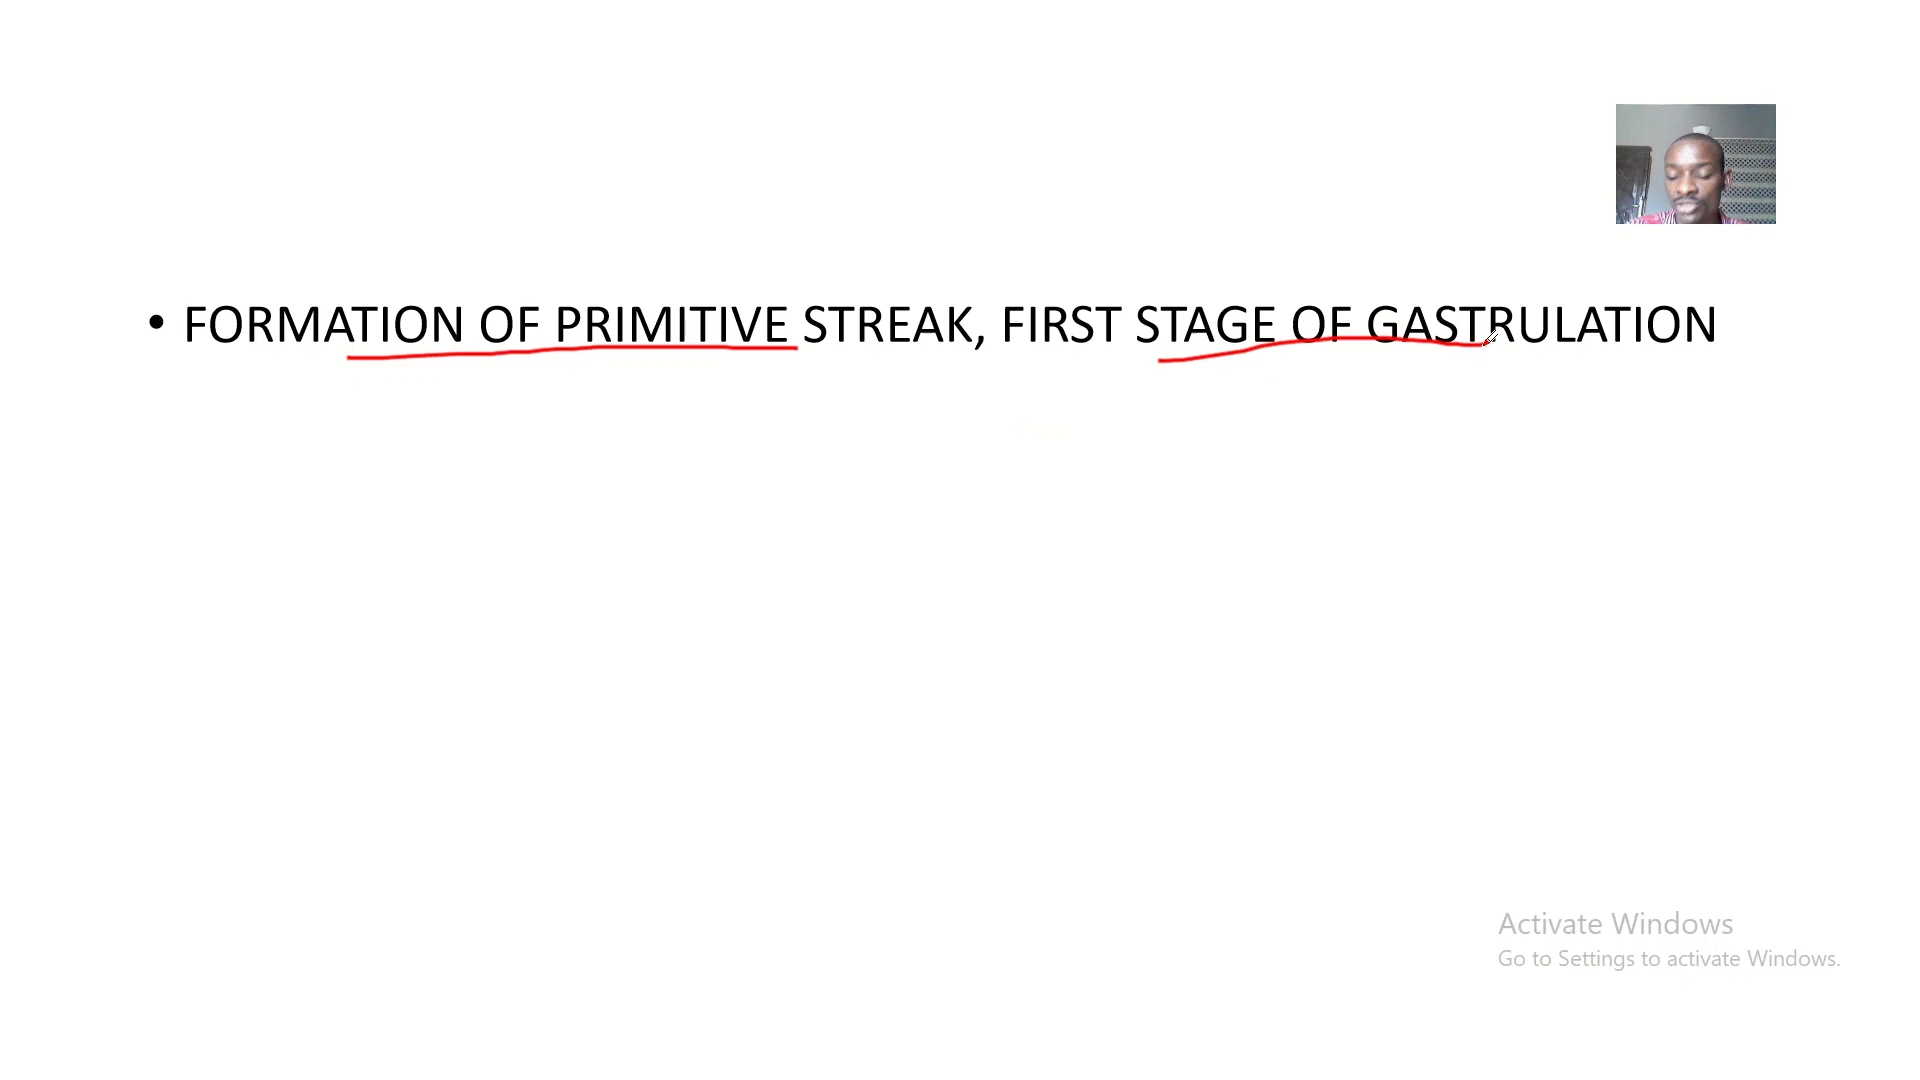 • FORMATION OF PRIMITIVE STREAK, FIRST STAGE OF GASTRULATION
Activate Windows
Go to Settings to activate Windows.